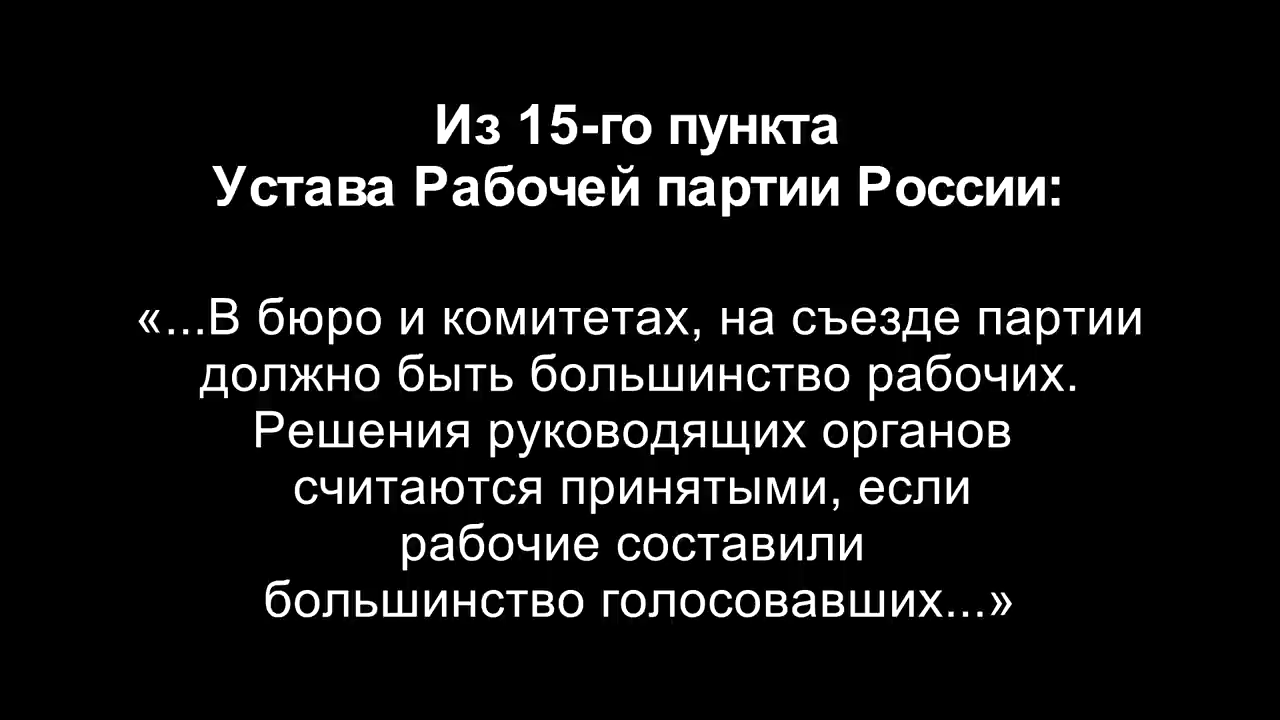 Из 15-го пункта
Устава Рабочей партии России:
«...В бюро и комитетах, на съезде партии
должно быть большинство рабочих.
Решения руководящих органов
считаются принятыми, если
рабочие составили
большинство голосовавших...»